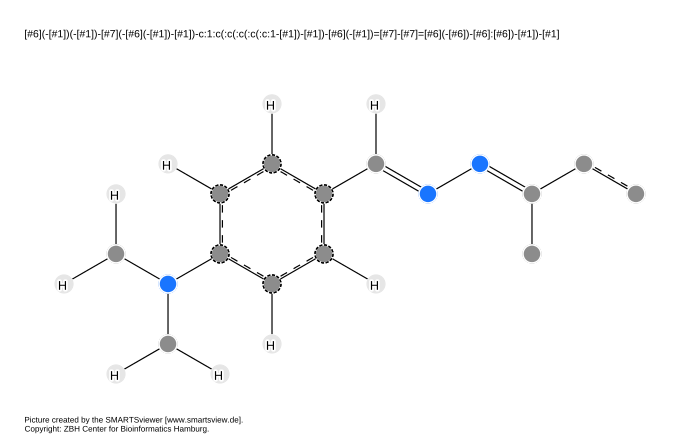 [#6](-[#1])(-[#1])-[#7](-[#6](-[#1])-[#1])-c:1:c(:c(:c(:c(:c:1-[#1])-[#1])-[#6](-[#1])=[#7]-[#7]=[#6](-[#6])-[#6]:[#6])-[#1])-[#1]
H
H
H
H
H
H
H
H
H
Picture created by the SMARTSviewer [www.smartsview.de].
Copyright: ZBH Center for Bioinformatics Hamburg.